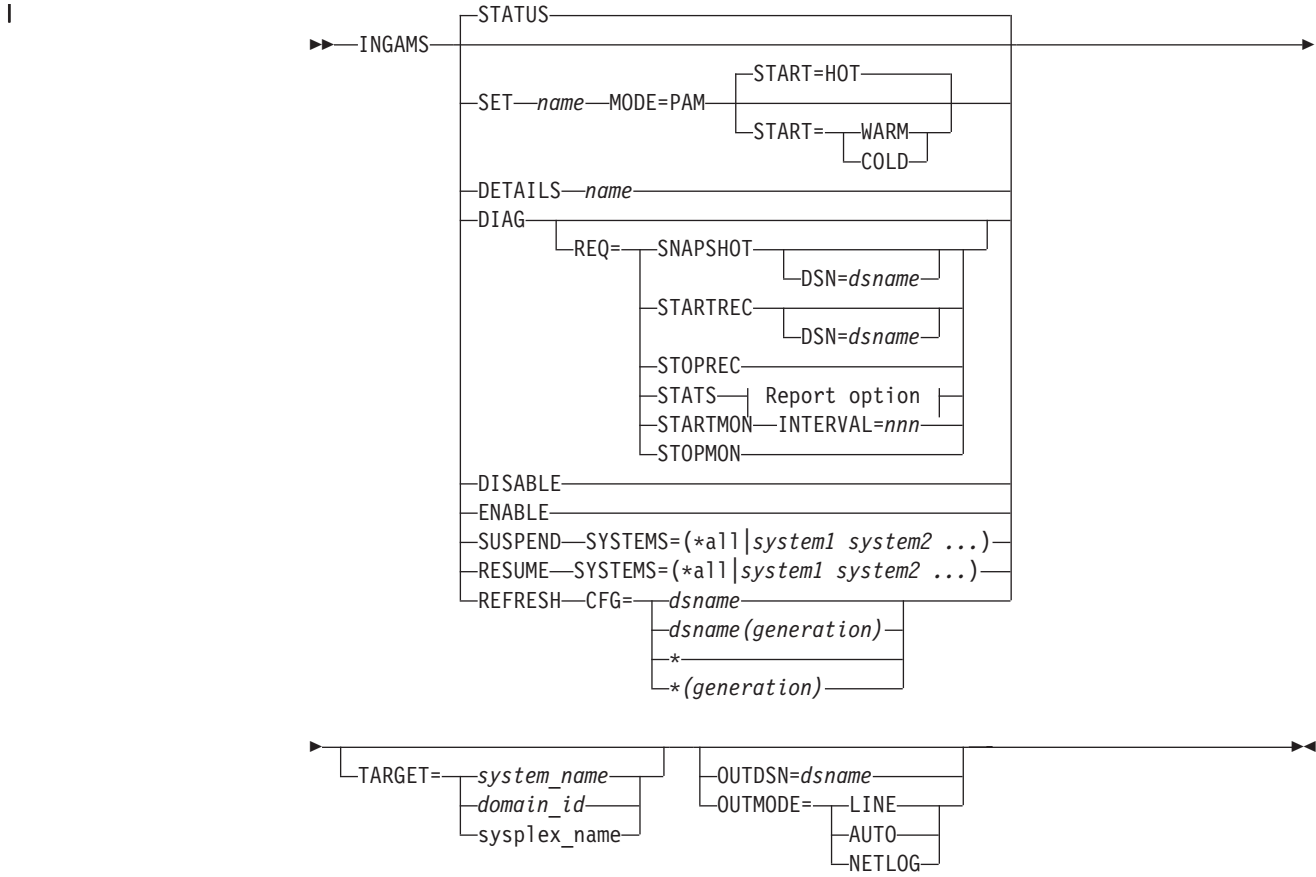 STATUS
INGAMS
START=HOT
SET name MODE=PAM
START= WARM
COLD
DETAILS name
DIAG
REQ= SNAPSHOT
DSN=dsname
STARTREC
DSN=dsname
STOPREC
STATS Report option
STARTMON INTERVAL=nnn
STOPMON
DISABLE
ENABLE
SUSPEND SYSTEMS=(*all|system1 system2 ...)
RESUME SYSTEMS=(*all|system1 system2 ...)
REFRESH CFG= dsname
dsname(generation)
*
*(generation)
TARGET= system_name OUTDSN=dsname
domain_id OUTMODE= LINE
sysplex_name AUTO
NETLOG